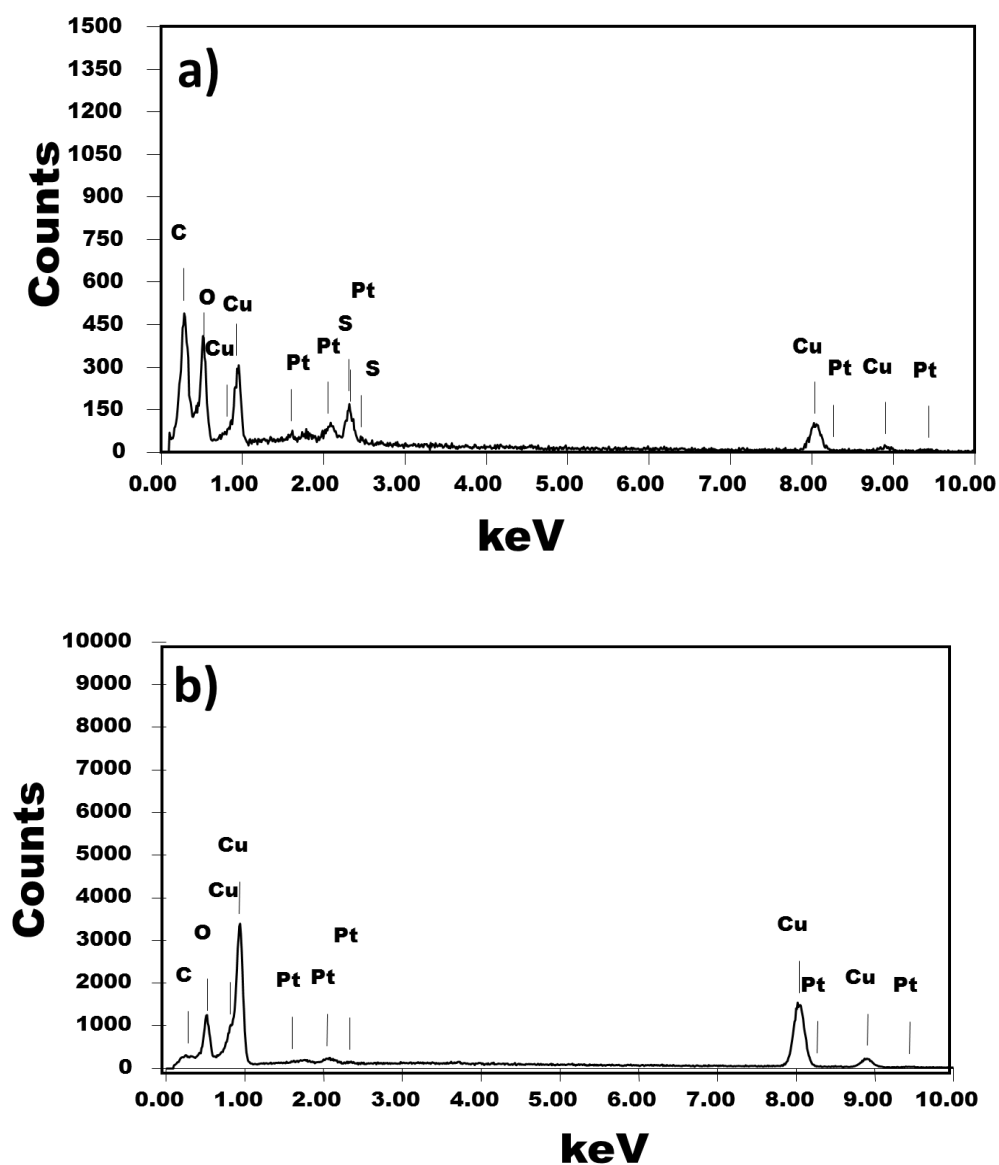 1500
a)
1350
1200
1050
900
750
C
600
Pt
O
Cu
450
S
Cu
Pt
Pt
S
300
Cu
Pt
Cu
Pt
150
0
Counts
0.00 1.00 2.00 3.00 4.00 5.00 6.00 7.00 8.00 9.00 10.00
keV
10000
b)
9000
8000
7000
6000
5000
Cu
4000
Cu
3000
O
Pt
Cu
2000
C
Pt
Pt
Pt
Cu
Pt
1000
0
Counts
0.00 1.00 2.00 3.00 4.00 5.00 6.00 7.00 8.00 9.00 10.00
keV